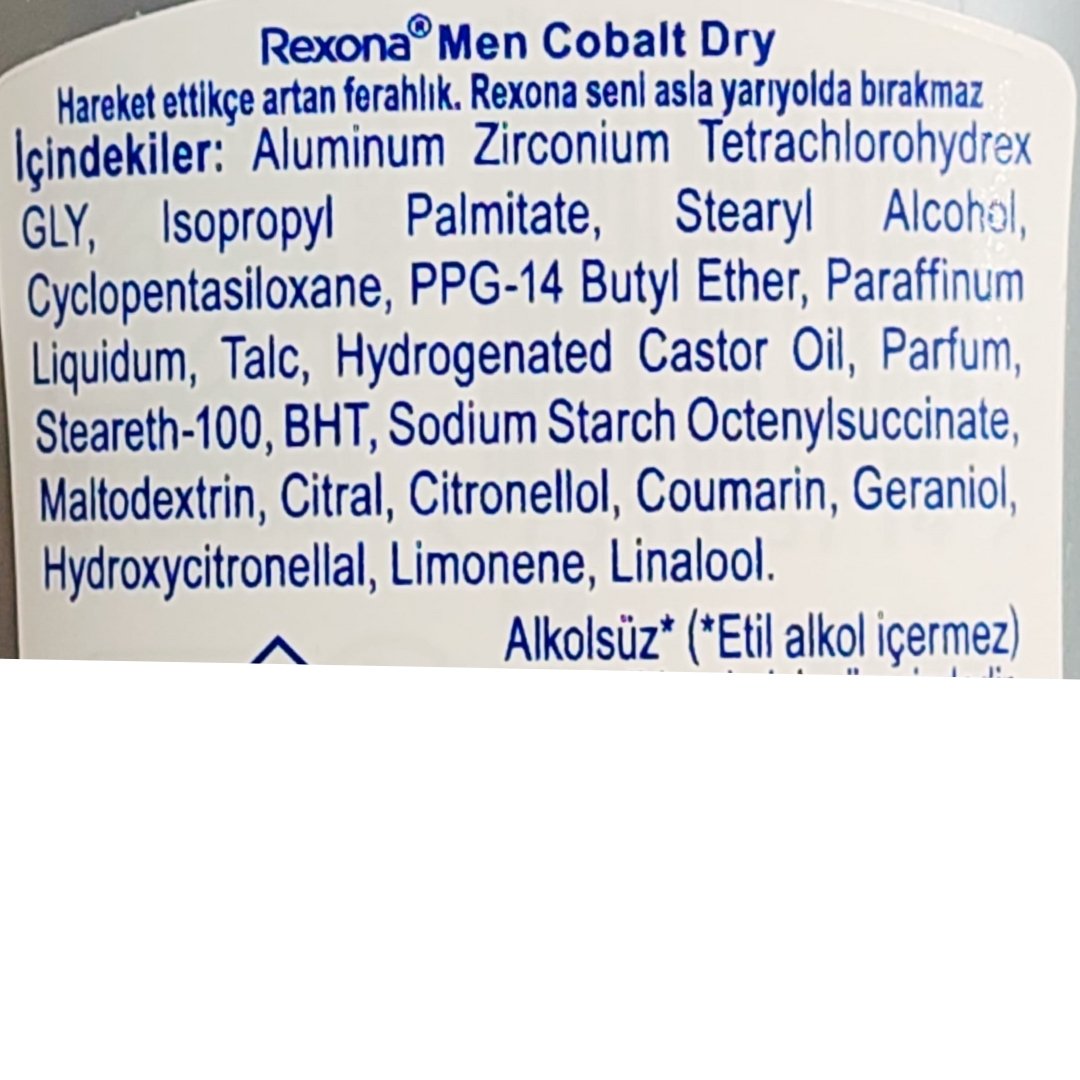 Rexona® Men Cobalt Dry
Hareket ettikçe artan ferahlık. Rexona seni asla yarıyolda bırakmaz
İçindekiler: Aluminum Zirconium Tetrachlorohydrex
GLY, Isopropyl Palmitate, Stearyl Alcohol,
Cyclopentasiloxane, PPG-14 Butyl Ether, Paraffinum
Liquidum, Talc, Hydrogenated Castor Oil, Parfum,
Steareth-100, BHT, Sodium Starch Octenylsuccinate,
Maltodextrin, Citral, Citronellol, Coumarin, Geraniol,
Hydroxycitronellal, Limonene, Linalool.
Alkolsüz* (*Etil alkol içermez)